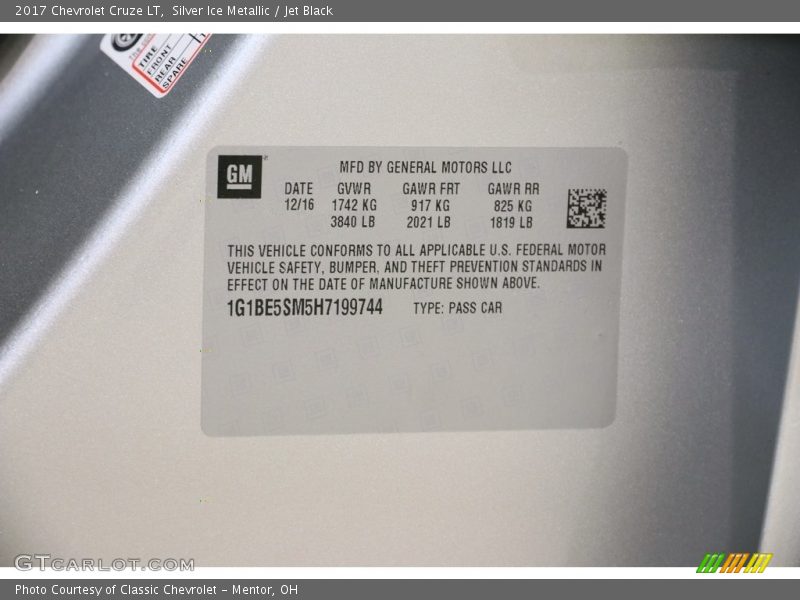 2017 Chevrolet Cruze LT, Silver Ice Metallic / Jet Black
TIRE
FRONT
REAR
SPARE
GM
MFD BY GENERAL MOTORS LLC
DATE GVWR GAWR FRT GAWR RR
12/16 1742 KG 917 KG 825 KG
3840 LB 2021 LB 1819 LB
THIS VEHICLE CONFORMS TO ALL APPLICABLE U.S. FEDERAL MOTOR
VEHICLE SAFETY, BUMPER, AND THEFT PREVENTION STANDARDS IN
EFFECT ON THE DATE OF MANUFACTURE SHOWN ABOVE.
1G1BE5SM5H7199744 TYPE: PASS CAR
GTCARLOT.COM
Photo Courtesy of Classic Chevrolet - Mentor, OH